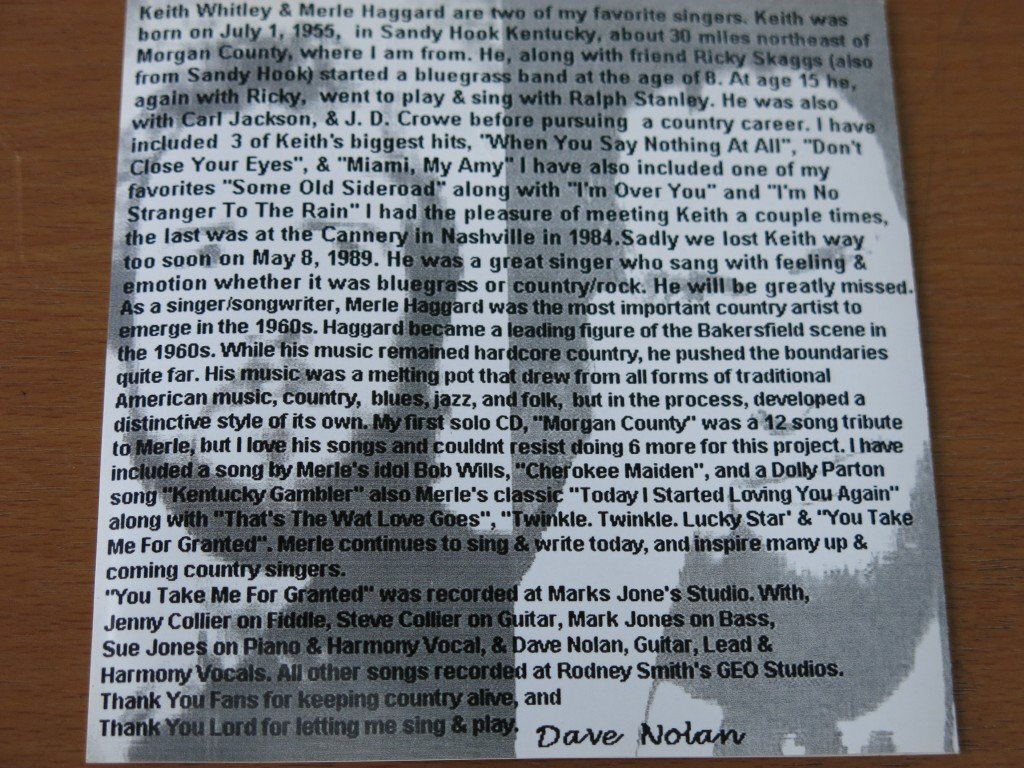 Keith Whitley & Merle Haggard are two of my favorite singers. Keith was
born on July 1, 1955, in Sandy Hook Kentucky, about 30 miles northeast of
Morgan County, where I am from. He, along with friend Ricky Skaggs (also
from Sandy Hook) started a bluegrass band at the age of 8. At age 15 he,
again with Ricky, went to play & sing with Ralph Stanley. He was also
with Carl Jackson, & J. D. Crowe before pursuing a country career. I have
included 3 of Keith's biggest hits, "When You Say Nothing At All", "Don't
Close Your Eyes", & "Miami, My Amy" I have also included one of my
favorites "Some Old Sideroad" along with "I'm Over You" and "I'm No
Stranger To The Rain" I had the pleasure of meeting Keith a couple times,
the last was at the Cannery in Nashville in 1984.Sadly we lost Keith way
too soon on May 8, 1989. He was a great singer who sang with feeling &
emotion whether it was bluegrass or country/rock. He will be greatly missed.
As a singer/songwriter, Merle Haggard was the most important country artist to
emerge in the 1960s. Haggard became a leading figure of the Bakersfield scene in
the 1960s. While his music remained hardcore country, he pushed the boundaries
quite far. His music was a melting pot that drew from all forms of traditional
American music, country, blues, jazz, and folk, but in the process, developed a
distinctive style of its own. My first solo CD, "Morgan County" was a 12 song tribute
to Merle, but I love his songs and couldnt resist doing 6 more for this project. I have
included a song by Merle's idol Bob Wills, "Cherokee Maiden", and a Dolly Parton
song "Kentucky Gambler" also Merle's classic "Today I Started Loving You Again"
along with "That's The Wat Love Goes", "Twinkle. Twinkle. Lucky Star' & "You Take
Me For Granted". Merle continues to sing & write today, and inspire many up &
coming country singers.
"You Take Me For Granted" was recorded at Marks Jone's Studio. With,
Jenny Collier on Fiddle, Steve Collier on Guitar, Mark Jones on Bass,
Sue Jones on Piano & Harmony Vocal, & Dave Nolan, Guitar, Lead &
Harmony Vocals. All other songs recorded at Rodney Smith's GEO Studios.
Thank You Fans for keeping country alive, and
Thank You Lord for letting me sing & play.
Dave Nolan